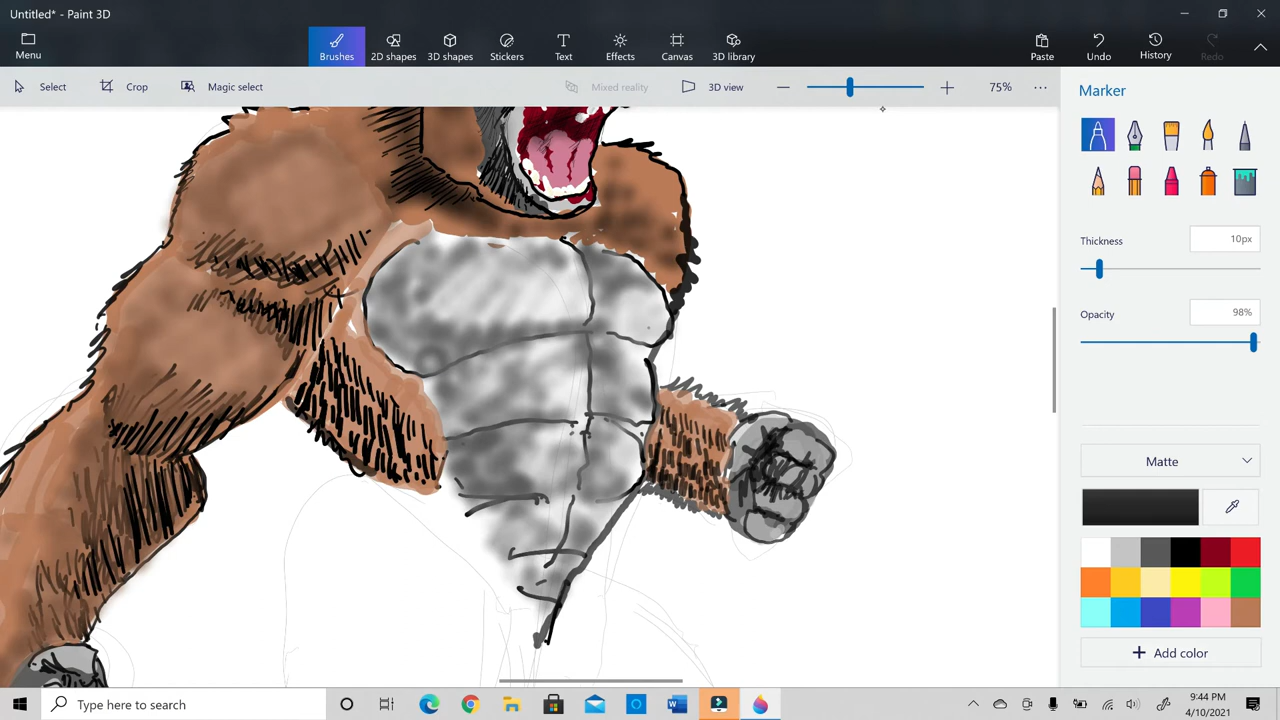 Untitled* - Paint 3D
Menu
Brushes
2D shapes
3D shapes
Stickers
Text
Effects
Canvas
3D library
Paste
Undo
History
Redo
Select
Crop
Magic select
Mixed reality
3D view
75%
Marker
Thickness
10px
Opacity
98%
Matte
Add color
Type here to search
9:44 PM
4/10/2021